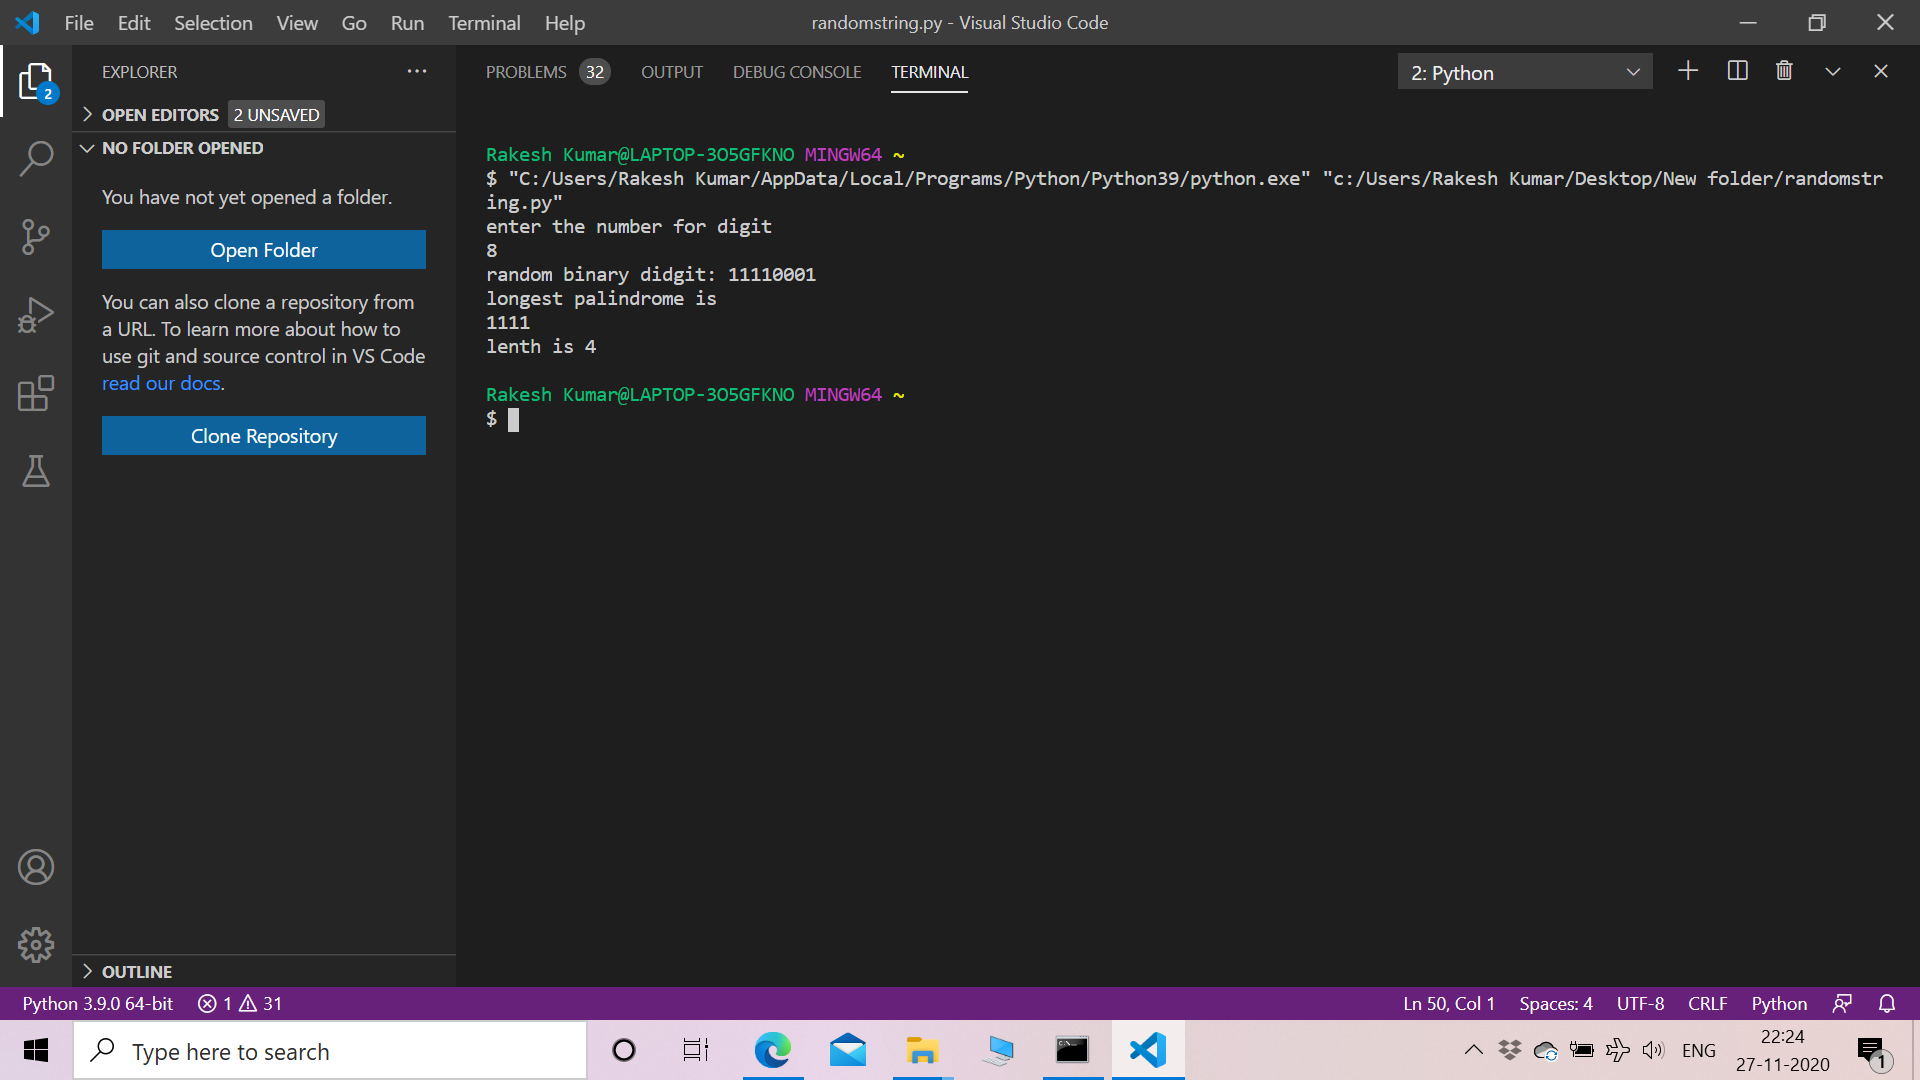 File Edit Selection View Go Run Terminal Help
randomstring.py - Visual Studio Code
2
EXPLORER
OPEN EDITORS 2 UNSAVED
NO FOLDER OPENED
You have not yet opened a folder.
Open Folder
You can also clone a repository from
a URL. To learn more about how to
use git and source control in VS Code
read our docs.
Clone Repository
OUTLINE
PROBLEMS 32 OUTPUT DEBUG CONSOLE TERMINAL
2: Python
Rakesh Kumar@LAPTOP-3O5GFKNO MINGW64 ~
$ "C:/Users/Rakesh Kumar/AppData/Local/Programs/Python/Python39/python.exe" "c:/Users/Rakesh Kumar/Desktop/New folder/randomstr
ing.py"
enter the number for digit
8
random binary didgit: 11110001
longest palindrome is
1111
lenth is 4
Rakesh Kumar@LAPTOP-3O5GFKNO MINGW64 ~
$
Python 3.9.0 64-bit 1 31
Ln 50, Col 1 Spaces: 4 UTF-8 CRLF Python
Type here to search
ENG
22:24
27-11-2020
1